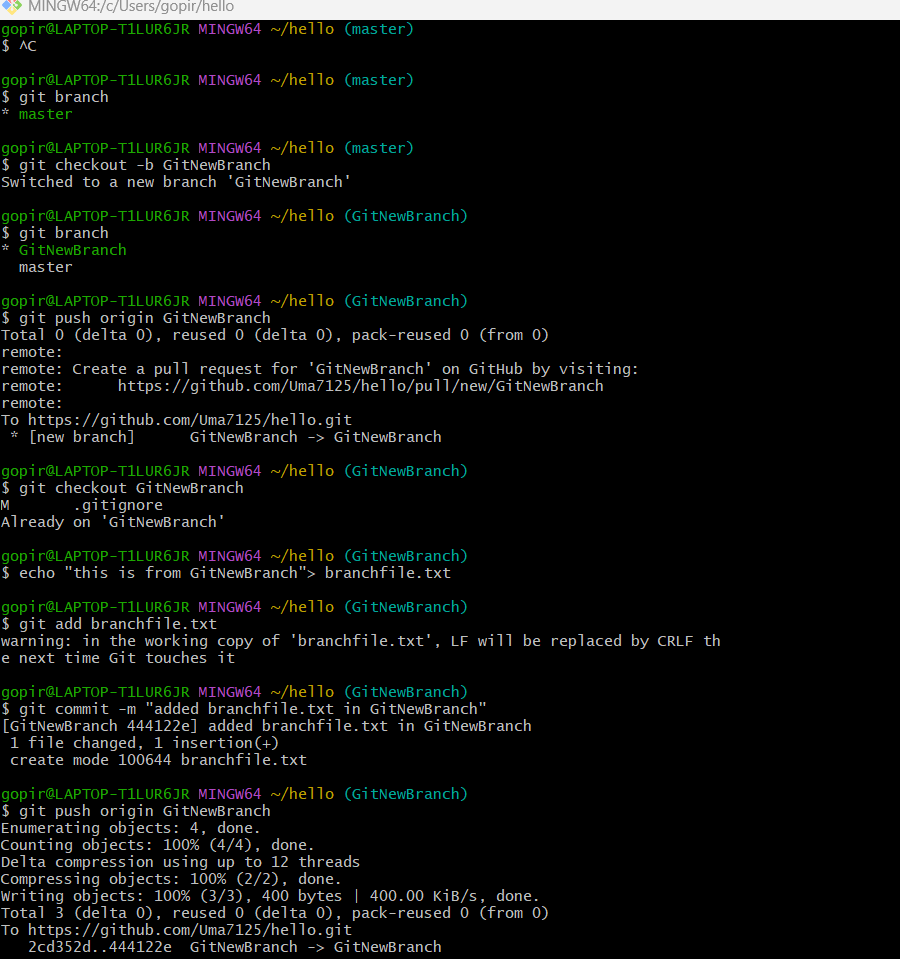 MINGW64:/c/Users/gopir/hello
gopir@LAPTOP-T1LUR6JR MINGW64 ~/hello (master)
$ ^C
gopir@LAPTOP-T1LUR6JR MINGW64 ~/hello (master)
$ git branch
* master
gopir@LAPTOP-T1LUR6JR MINGW64 ~/hello (master)
$ git checkout -b GitNewBranch
Switched to a new branch 'GitNewBranch'
gopir@LAPTOP-T1LUR6JR MINGW64 ~/hello (GitNewBranch)
$ git branch
* GitNewBranch
  master
gopir@LAPTOP-T1LUR6JR MINGW64 ~/hello (GitNewBranch)
$ git push origin GitNewBranch
Total 0 (delta 0), reused 0 (delta 0), pack-reused 0 (from 0)
remote:
remote: Create a pull request for 'GitNewBranch' on GitHub by visiting:
remote:      https://github.com/Uma7125/hello/pull/new/GitNewBranch
remote:
To https://github.com/Uma7125/hello.git
 * [new branch]      GitNewBranch -> GitNewBranch
gopir@LAPTOP-T1LUR6JR MINGW64 ~/hello (GitNewBranch)
$ git checkout GitNewBranch
M       .gitignore
Already on 'GitNewBranch'
gopir@LAPTOP-T1LUR6JR MINGW64 ~/hello (GitNewBranch)
$ echo "this is from GitNewBranch"> branchfile.txt
gopir@LAPTOP-T1LUR6JR MINGW64 ~/hello (GitNewBranch)
$ git add branchfile.txt
warning: in the working copy of 'branchfile.txt', LF will be replaced by CRLF th
e next time Git touches it
gopir@LAPTOP-T1LUR6JR MINGW64 ~/hello (GitNewBranch)
$ git commit -m "added branchfile.txt in GitNewBranch"
[GitNewBranch 444122e] added branchfile.txt in GitNewBranch
 1 file changed, 1 insertion(+)
 create mode 100644 branchfile.txt
gopir@LAPTOP-T1LUR6JR MINGW64 ~/hello (GitNewBranch)
$ git push origin GitNewBranch
Enumerating objects: 4, done.
Counting objects: 100% (4/4), done.
Delta compression using up to 12 threads
Compressing objects: 100% (2/2), done.
Writing objects: 100% (3/3), 400 bytes | 400.00 KiB/s, done.
Total 3 (delta 0), reused 0 (delta 0), pack-reused 0 (from 0)
To https://github.com/Uma7125/hello.git
   2cd352d..444122e  GitNewBranch -> GitNewBranch